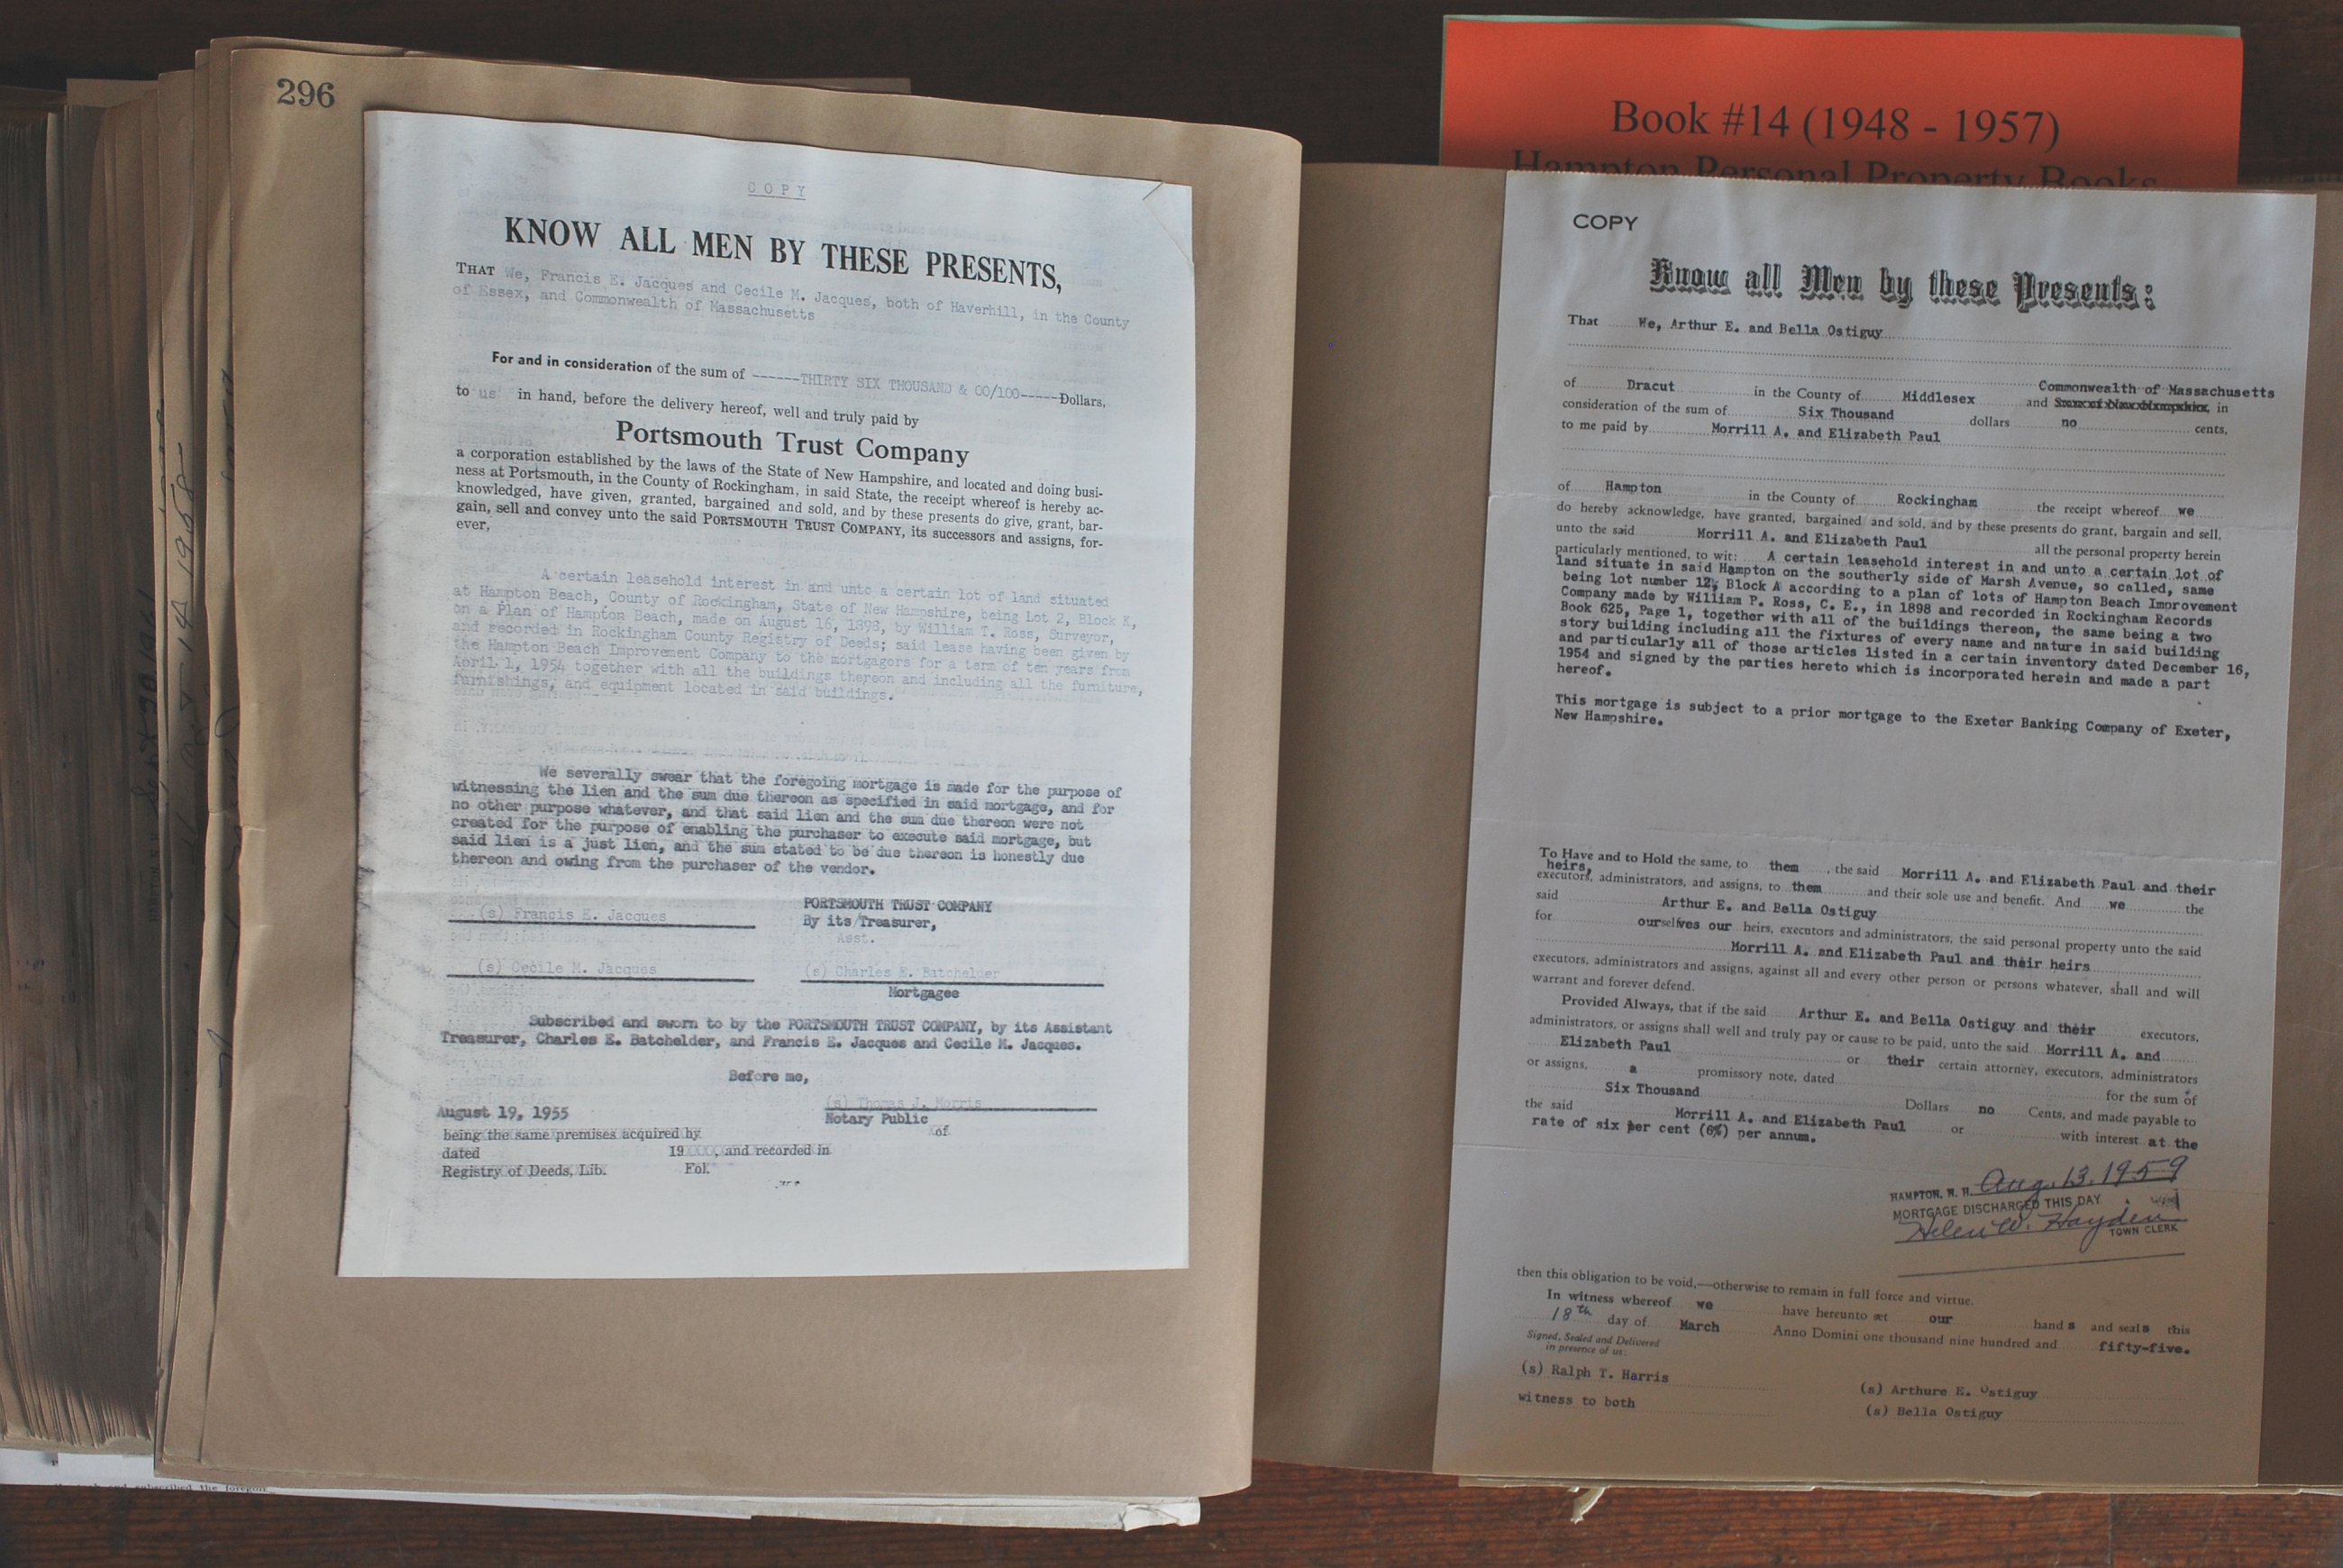 296
COPY
KNOW ALL MEN BY THESE PRESENTS,
THAT We, Francis E. Jacques and Cecile M. Jacques, both of Haverhill, in the County
of Essex, and Commonwealth of Massachusetts
For and in consideration of the sum of ------THIRTY SIX THOUSAND & 00/100-----Dollars,
to us in hand, before the delivery hereof, well and truly paid by
Portsmouth Trust Company
a corporation established by the laws of the State of New Hampshire, and located and doing busi-
ness at Portsmouth, in the County of Rockingham, in said State, the receipt whereof is hereby ac-
knowledged, have given, granted, bargained and sold, and by these presents do give, grant, bar-
gain, sell and convey unto the said PORTSMOUTH TRUST COMPANY, its successors and assigns, for-
ever,
A certain leasehold interest in and unto a certain lot of land situated
at Hampton Beach, County of Rockingham, State of New Hampshire, being Lot 2, Block K,
on a Plan of Hampton Beach, made on August 16, 1898, by William T. Ross, Surveyor,
and recorded in Rockingham County Registry of Deeds; said lease having been given by
the Hampton Beach Improvement Company to the mortgagors for a term of ten years from
April 1, 1954 together with all the buildings thereon and including all the furniture,
furnishings, and equipment located in said buildings.
We severally swear that the foregoing mortgage is made for the purpose of
witnessing the lien and the sum due thereon as specified in said mortgage, and for
no other purpose whatever, and that said lien and the sum due thereon were not
created for the purpose of enabling the purchaser to execute said mortgage, but
said lien is a just lien, and the sum stated to be due thereon is honestly due
thereon and owing from the purchaser of the vendor.
PORTSMOUTH TRUST COMPANY
(s) Francis E. Jacques By its/Treasurer,
Asst.
(s) Cecile M. Jacques (s) Charles E. Batchelder
Mortgagee
Subscribed and sworn to by the PORTSMOUTH TRUST COMPANY, by its Assistant
Treasurer, Charles E. Batchelder, and Francis E. Jacques and Cecile M. Jacques.
Before me,
(s) Thomas J. Morris
August 19, 1955 Notary Public
being the same premises acquired by of
dated 19 , and recorded in
Registry of Deeds, Lib. Fol.
Book #14 (1948 - 1957)
Hampton Personal Property Books
COPY
Know all Men by these Presents:
That We, Arthur E. and Bella Ostiguy
Commonwealth of Massachusetts
of Dracut in the County of Middlesex and State of New Hampshire, in
consideration of the sum of Six Thousand dollars no cents,
to me paid by Morrill A. and Elizabeth Paul
of Hampton in the County of Rockingham the receipt whereof we
do hereby acknowledge, have granted, bargained and sold, and by these presents do grant, bargain and sell,
unto the said Morrill A. and Elizabeth Paul all the personal property herein
particularly mentioned, to wit: A certain leasehold interest in and unto a certain lot of
land situate in said Hampton on the southerly side of Marsh Avenue, so called, same
being lot number 12, Block A according to a plan of lots of Hampton Beach Improvement
Company made by William P. Ross, C. E., in 1898 and recorded in Rockingham Records
Book 625, Page 1, together with all of the buildings thereon, the same being a two
story building including all the fixtures of every name and nature in said building
and particularly all of those articles listed in a certain inventory dated December 16,
1954 and signed by the parties hereto which is incorporated herein and made a part
hereof.
This mortgage is subject to a prior mortgage to the Exeter Banking Company of Exeter,
New Hampshire.
To Have and to Hold the same, to them, the said Morrill A. and Elizabeth Paul and their
heirs,
executors, administrators, and assigns, to them and their sole use and benefit. And we the
said Arthur E. and Bella Ostiguy
for ourselves our heirs, executors and administrators, the said personal property unto the said
Morrill A. and Elizabeth Paul and their heirs
executors, administrators and assigns, against all and every other person or persons whatever, shall and will
warrant and forever defend.
Provided Always, that if the said Arthur E. and Bella Ostiguy and their executors,
administrators, or assigns shall well and truly pay or cause to be paid, unto the said Morrill A. and
Elizabeth Paul or their certain attorney, executors, administrators
or assigns, a promissory note, dated for the sum of
Six Thousand Dollars no Cents, and made payable to
the said Morrill A. and Elizabeth Paul or with interest at the
rate of six per cent (6%) per annum.
HAMPTON, N. H. Aug. 13, 1959
MORTGAGE DISCHARGED THIS DAY
Helen W. Hayden
TOWN CLERK
then this obligation to be void,—otherwise to remain in full force and virtue.
In witness whereof we have hereunto set our hands and seals this
18th day of March Anno Domini one thousand nine hundred and fifty-five.
Signed, Sealed and Delivered
in presence of us:
(s) Ralph T. Harris (s) Arthure E. Ostiguy
witness to both (s) Bella Ostiguy